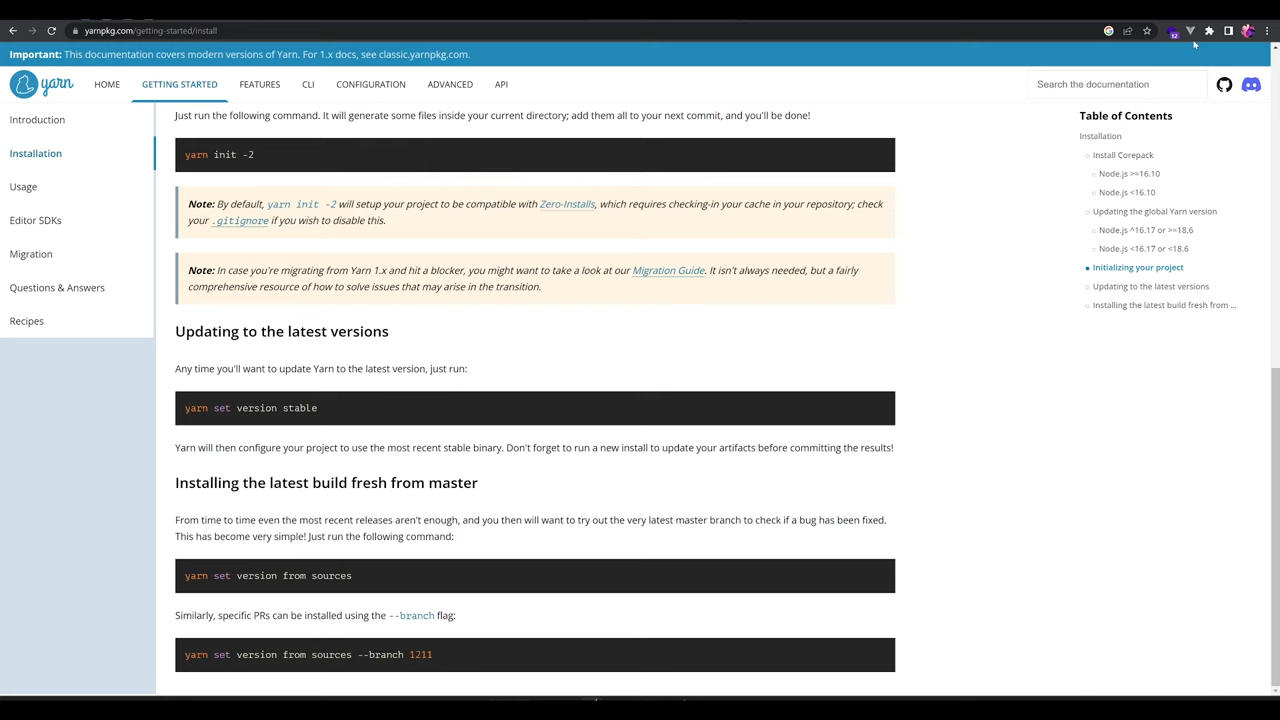 yarnpkg.com/getting-started/install
12
Important: This documentation covers modern versions of Yarn. For 1.x docs, see classic.yarnpkg.com.
yarn
HOME
GETTING STARTED
FEATURES
CLI
CONFIGURATION
ADVANCED
API
Search the documentation
Introduction
Installation
Usage
Editor SDKs
Migration
Questions & Answers
Recipes
Just run the following command. It will generate some files inside your current directory; add them all to your next commit, and you'll be done!
yarn init -2
Note: By default, yarn init -2 will setup your project to be compatible with Zero-Installs, which requires checking-in your cache in your repository; check
your .gitignore if you wish to disable this.
Note: In case you're migrating from Yarn 1.x and hit a blocker, you might want to take a look at our Migration Guide. It isn't always needed, but a fairly
comprehensive resource of how to solve issues that may arise in the transition.
Updating to the latest versions
Any time you'll want to update Yarn to the latest version, just run:
yarn set version stable
Yarn will then configure your project to use the most recent stable binary. Don't forget to run a new install to update your artifacts before committing the results!
Installing the latest build fresh from master
From time to time even the most recent releases aren't enough, and you then will want to try out the very latest master branch to check if a bug has been fixed.
This has become very simple! Just run the following command:
yarn set version from sources
Similarly, specific PRs can be installed using the --branch flag:
yarn set version from sources --branch 1211
Table of Contents
Installation
Install Corepack
Node.js >=16.10
Node.js <16.10
Updating the global Yarn version
Node.js ^16.17 or >=18.6
Node.js <16.17 or <18.6
Initializing your project
Updating to the latest versions
Installing the latest build fresh from ...